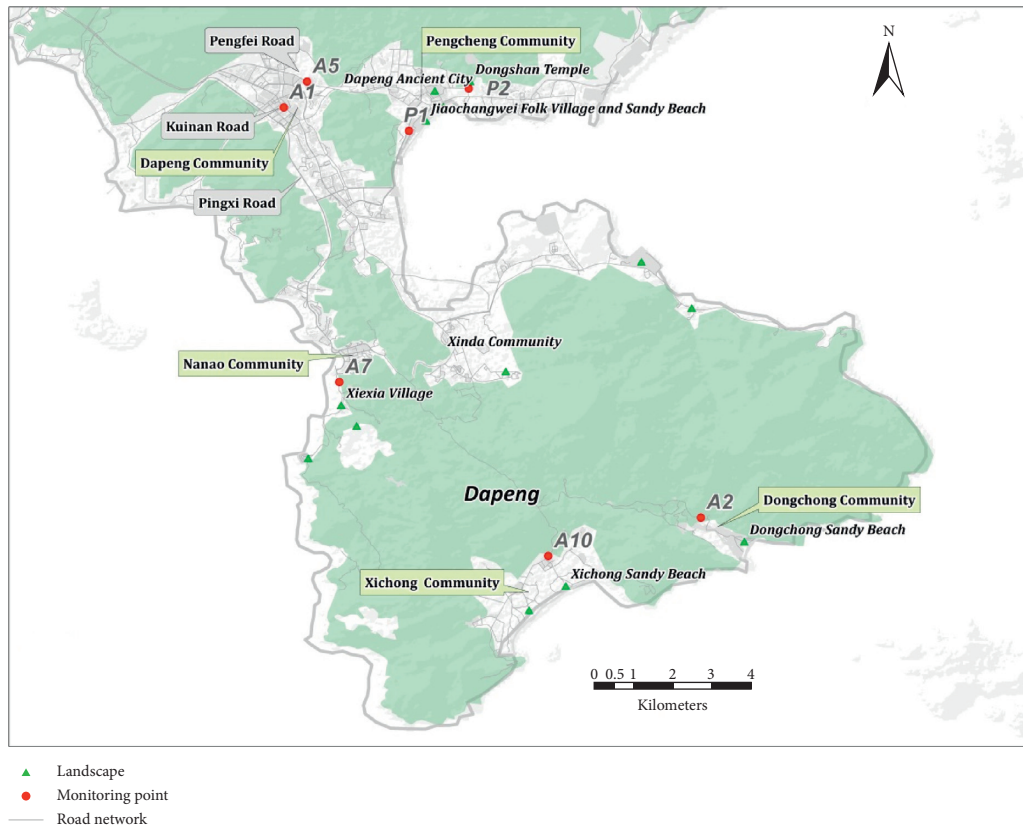 N
Pengfei Road
Pengcheng Community
A5
Dapeng Ancient City
Dongshan Temple
P2
A1
P1
Jiaochangwei Folk Village and Sandy Beach
Kuinan Road
Dapeng Community
Pingxi Road
Xinda Community
Nanao Community
A7
Xiexia Village
Dapeng
A2
Dongchong Community
Dongchong Sandy Beach
A10
Xichong Sandy Beach
Xichong Community
0 0.5 1 2 3 4
Kilometers
Landscape
Monitoring point
Road network